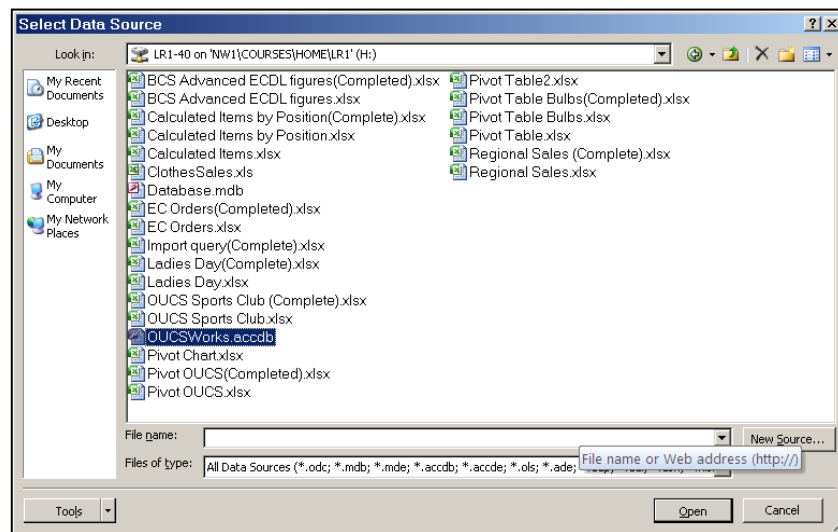 Select Data Source
Look in:
LR1-40 on 'NW1\COURSES\HOME\LR1' (H:)
My Recent
Documents
Desktop
My
Documents
My
Computer
My Network
Places
BCS Advanced ECDL figures(Completed).xlsx
BCS Advanced ECDL figures.xlsx
Calculated Items by Position(Complete).xlsx
Calculated Items by Position.xlsx
Calculated Items.xlsx
ClothesSales.xls
Database.mdb
EC Orders(Completed).xlsx
EC Orders.xlsx
Import query(Complete).xlsx
Ladies Day(Complete).xlsx
Ladies Day.xlsx
OUCS Sports Club (Complete).xlsx
OUCS Sports Club.xlsx
OUCSWorks.accdb
Pivot Chart.xlsx
Pivot OUCS(Completed).xlsx
Pivot OUCS.xlsx
Pivot Table2.xlsx
Pivot Table Bulbs(Completed).xlsx
Pivot Table Bulbs.xlsx
Pivot Table.xlsx
Regional Sales (Complete).xlsx
Regional Sales.xlsx
File name:
New Source...
File name or Web address (http://)
Files of type:
All Data Sources (*.odc; *.mdb; *.mde; *.accdb; *.accde; *.ols; *.ade;
Tools
Open
Cancel